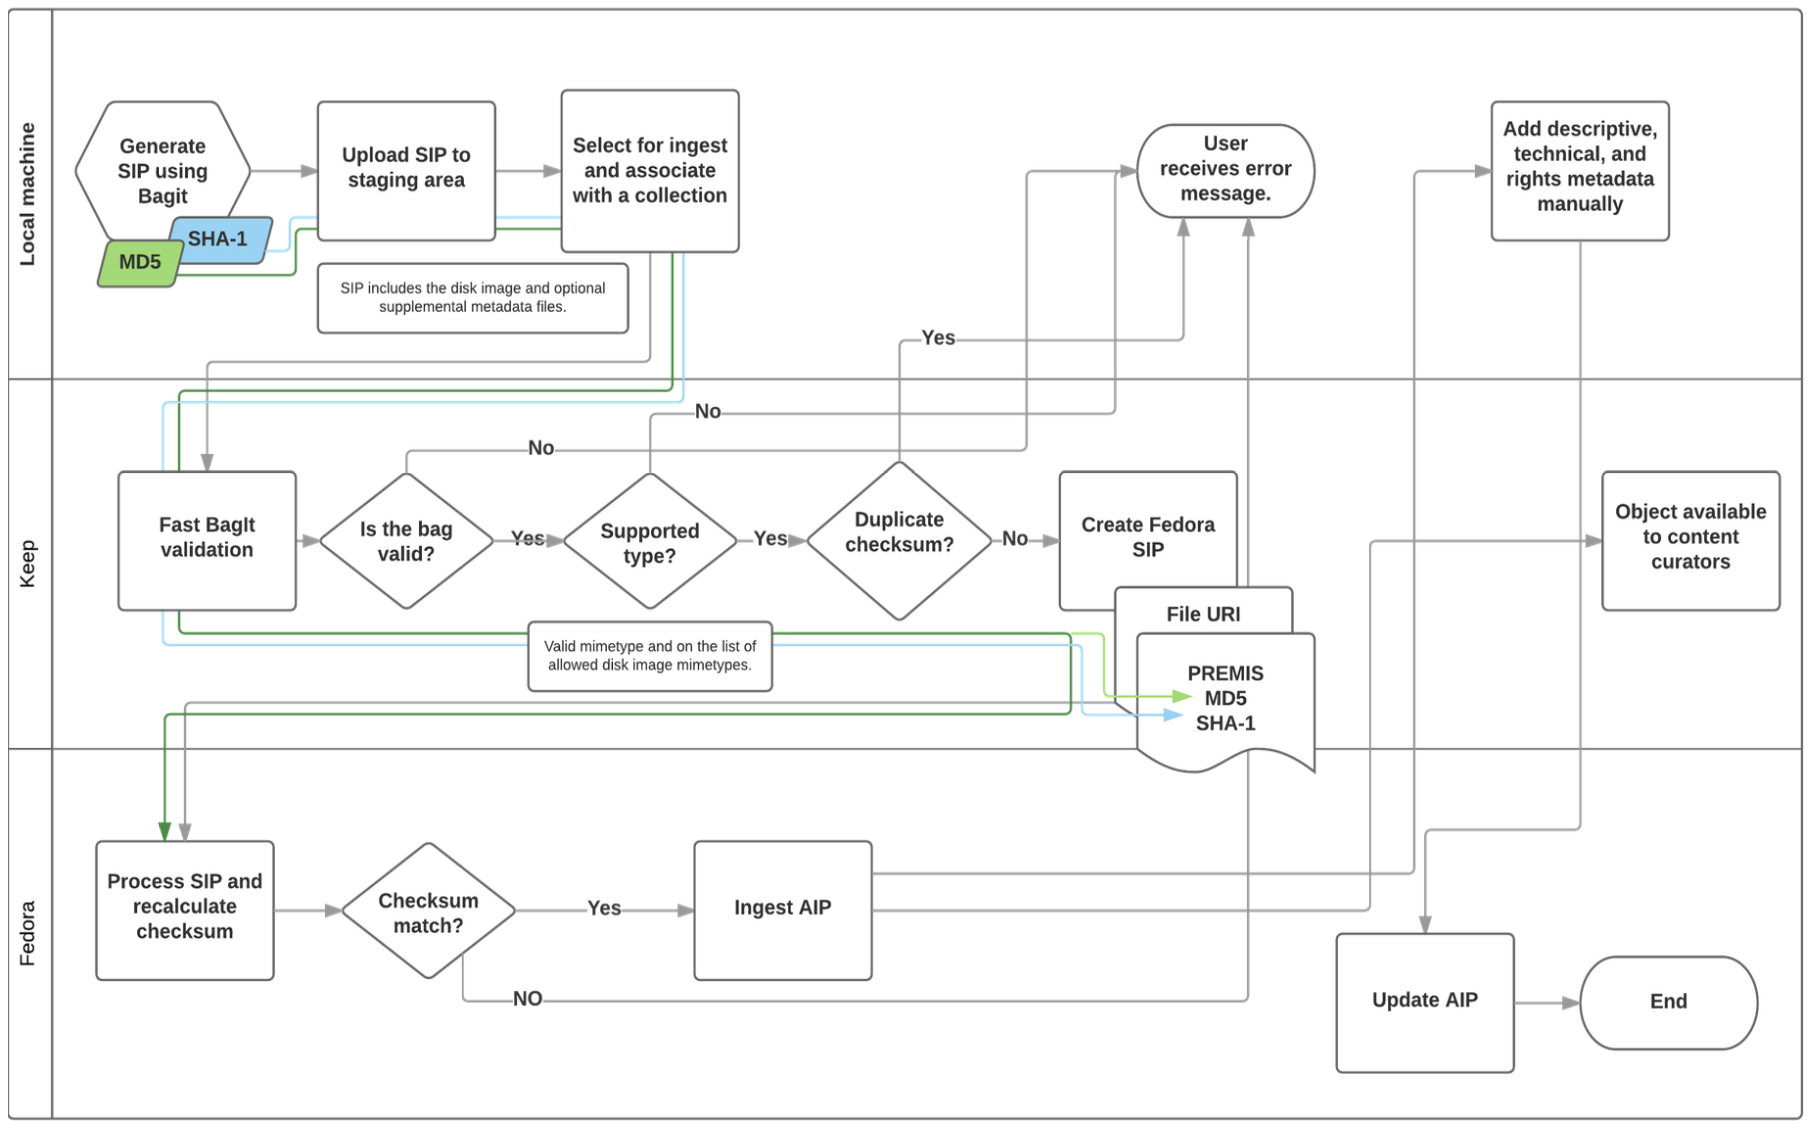 Local machine
Generate
SIP using
Bagit
SHA-1
MD5
Upload SIP to
staging area
Select for ingest
and associate
with a collection
SIP includes the disk image and optional
supplemental metadata files.
User
receives error
message.
Add descriptive,
technical, and
rights metadata
manually
Yes
No
No
Keep
Fast BagIt
validation
Is the bag
valid?
Yes
Supported
type?
Yes
Duplicate
checksum?
No
Create Fedora
SIP
Object available
to content
curators
File URI
Valid mimetype and on the list of
allowed disk image mimetypes.
PREMIS
MD5
SHA-1
Fedora
Process SIP and
recalculate
checksum
Checksum
match?
Yes
Ingest AIP
NO
Update AIP
End